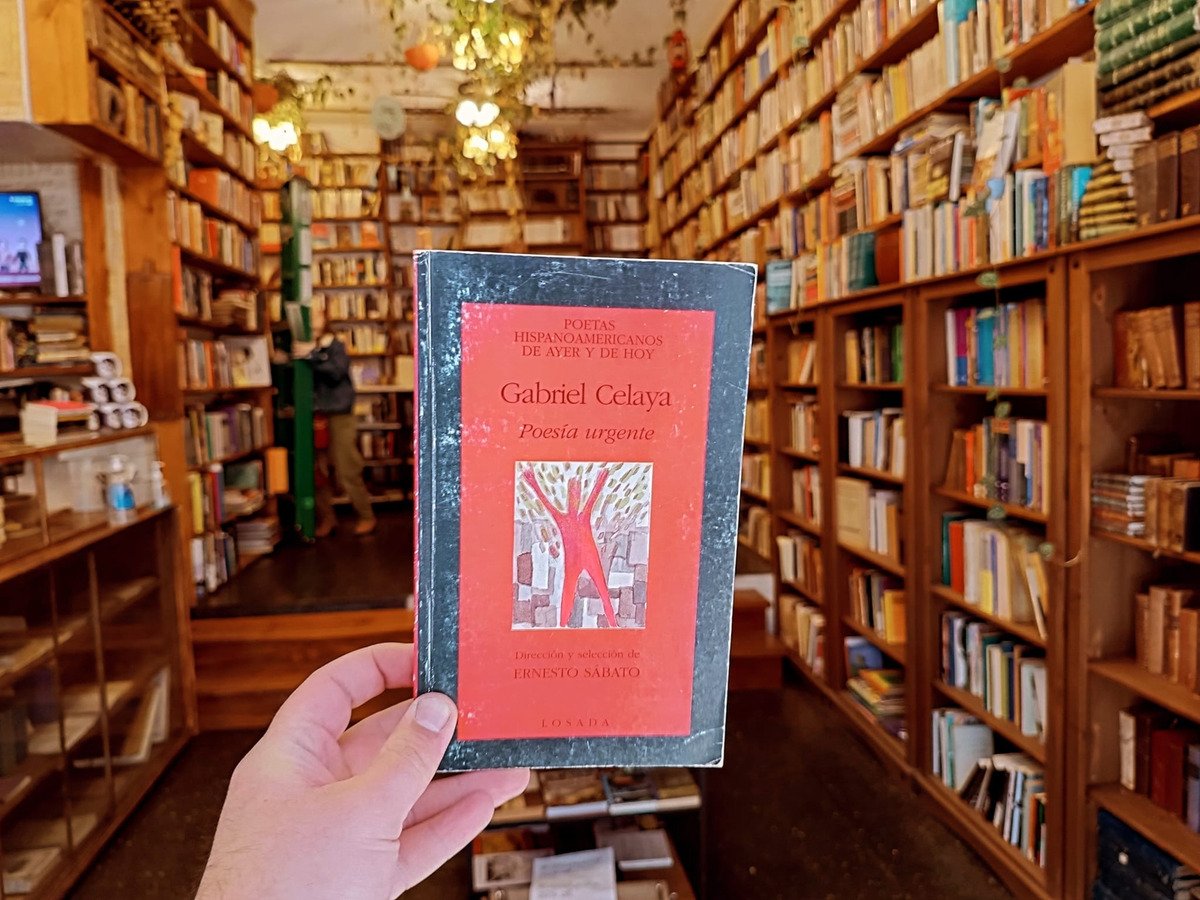 POETAS
HISPANOAMERICANOS
DE AYER Y DE HOY
Gabriel Celaya
Poesía urgente
Dirección y selección de
ERNESTO SÁBATO
LOSADA